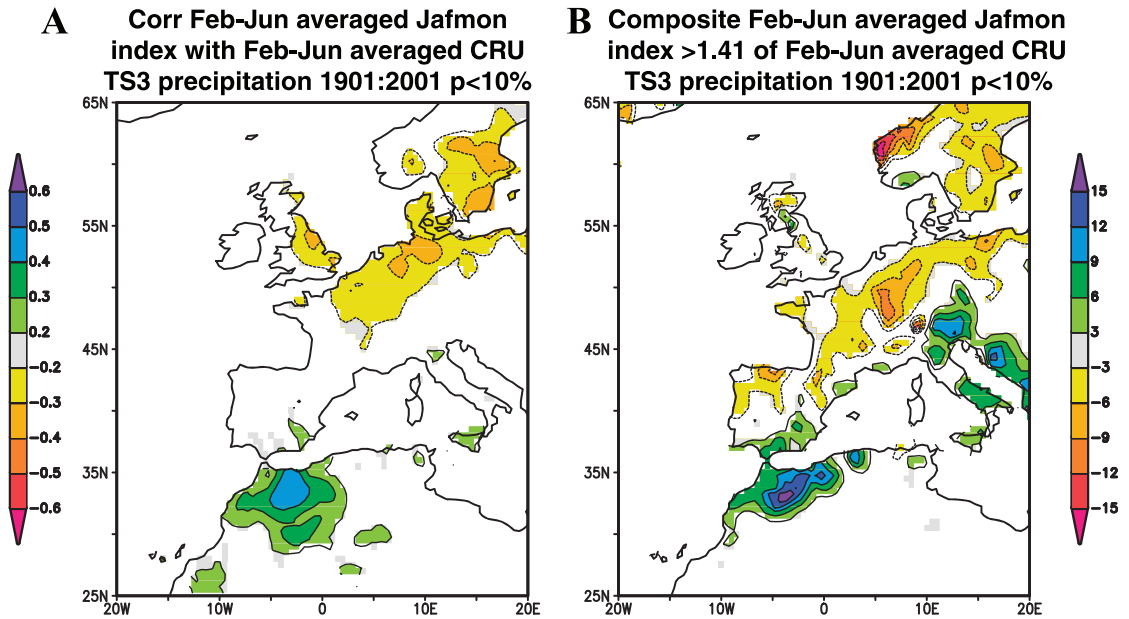 A
Corr Feb-Jun averaged Jafmon
index with Feb-Jun averaged CRU
TS3 precipitation 1901:2001 p<10%
B
Composite Feb-Jun averaged Jafmon
index >1.41 of Feb-Jun averaged CRU
TS3 precipitation 1901:2001 p<10%
0.6
0.5
0.4
0.3
0.2
−0.2
−0.3
−0.4
−0.5
−0.6
65N
55N
45N
35N
25N
20W
10W
0
10E
20E
65N
55N
45N
35N
25N
20W
10W
0
10E
20E
15
12
9
6
3
−3
−6
−9
−12
−15